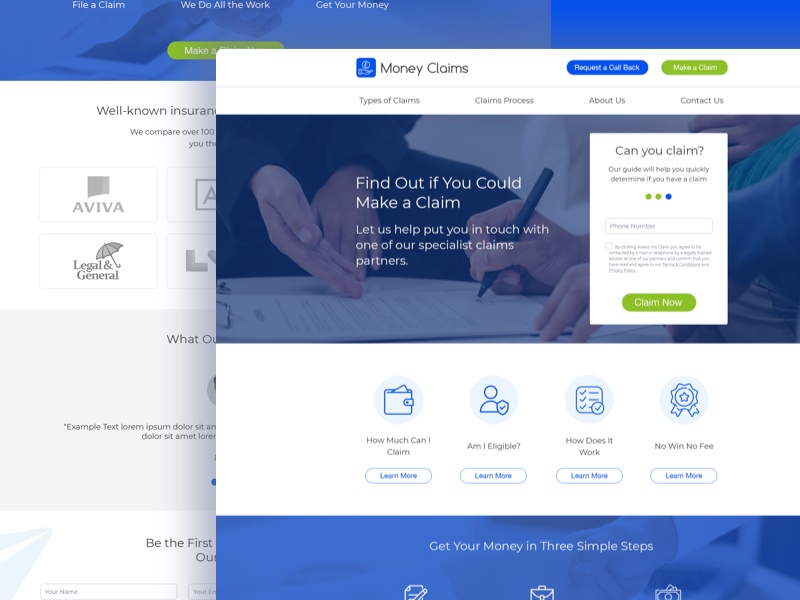 File a Claim
We Do All the Work
Get Your Money
Make a Claim Now
Well-known insuran
We compare over 100
you the
AVIVA
A
Legal &
General
LV
What Ou
"Example Text lorem ipsum dolor sit am
dolor sit amet lorem
Be the First
Our
Your Name
Your Em
Money Claims
Request a Call Back
Make a Claim
Types of Claims
Claims Process
About Us
Contact Us
Find Out if You Could
Make a Claim
Let us help put you in touch with
one of our specialist claims
partners.
Can you claim?
Our guide will help you quickly
determine if you have a claim
Phone Number
By clicking Assess my Claim you agree to be
contacted by e-mail or telephone by a legally trained
advisor at one of our partners and confirm that you
have read and agree to our Terms & Conditions and
Privacy Policy.
Claim Now
How Much Can I
Claim
Learn More
Am I Eligible?
Learn More
How Does It
Work
Learn More
No Win No Fee
Learn More
Get Your Money in Three Simple Steps